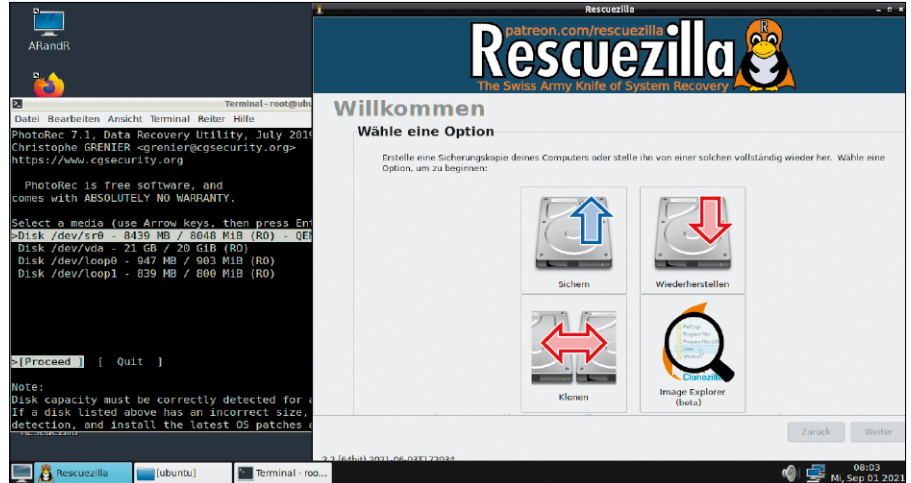 ARandR
Terminal - root@ubu
Datei Bearbeiten Ansicht Terminal Reiter Hilfe
PhotoRec 7.1, Data Recovery Utility, July 2019
Christophe GRENIER <grenier@cgsecurity.org>
https://www.cgsecurity.org
PhotoRec is free software, and
comes with ABSOLUTELY NO WARRANTY.
Select a media (use Arrow keys, then press Ent
>Disk /dev/sr0 - 8439 MB / 8048 MiB (RO) - QEM
Disk /dev/vda - 21 GB / 20 GiB (RO)
Disk /dev/loop0 - 947 MB / 903 MiB (RO)
Disk /dev/loop1 - 839 MB / 800 MiB (RO)
>[Proceed ] [ Quit ]
Note:
Disk capacity must be correctly detected for a
If a disk listed above has an incorrect size,
detection, and install the latest OS patches a
Rescuezilla
patreon.com/rescuezilla
Rescuezilla
R
The Swiss Army Knife of System Recovery
Willkommen
Wähle eine Option
Erstelle eine Sicherungskopie deines Computers oder stelle ihn von einer solchen vollständig wieder her. Wähle eine
Option, um zu beginnen:
Sichern
Wiederherstellen
Klonen
Clonezilla
Image Explorer
(beta)
Zurück
Weiter
2.2 (64bit) 2021-06-03T172034
Rescuezilla
[ubuntu]
Terminal - roo...
08:03
Mi, Sep 01 2021